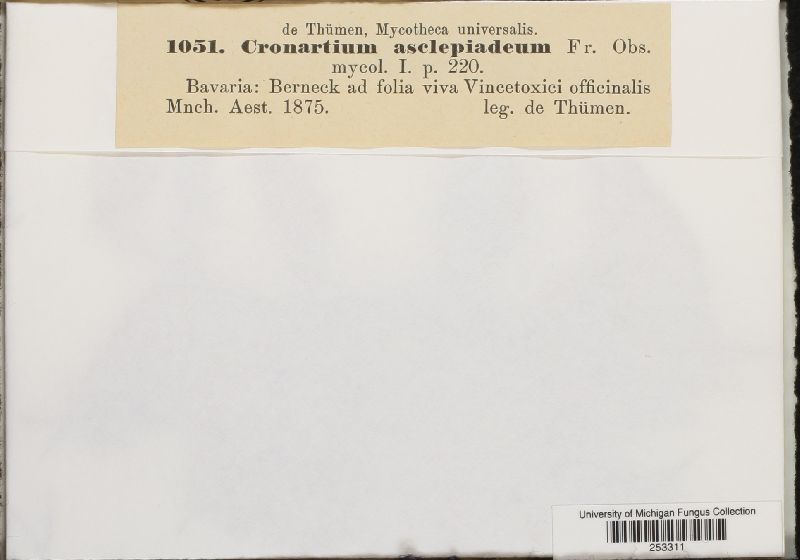 de Thümen, Mycotheca universalis.
1051. Cronartium asclepiadeum Fr. Obs.
mycol. I. p. 220.
Bavaria: Berneck ad folia viva Vincetoxici officinalis
Mnch. Aest. 1875. leg. de Thümen.
University of Michigan Fungus Collection
253311